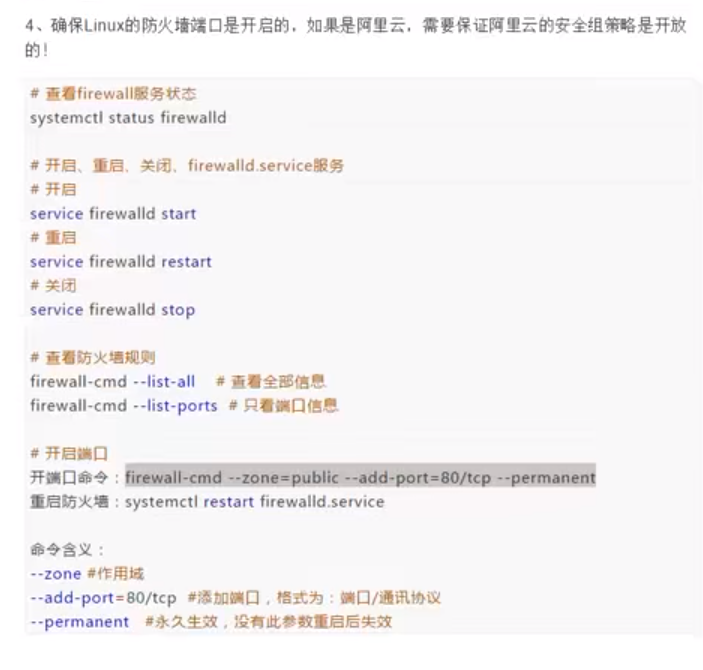 4、确保Linux的防火墙端口是开启的，如果是阿里云，需要保证阿里云的安全组策略是开放
的！
# 查看firewall服务状态
systemctl status firewalld
# 开启、重启、关闭、firewalld.service服务
# 开启
service firewalld start
# 重启
service firewalld restart
# 关闭
service firewalld stop
# 查看防火墙规则
firewall-cmd --list-all # 查看全部信息
firewall-cmd --list-ports # 只看端口信息
# 开启端口
开端口命令：firewall-cmd --zone=public --add-port=80/tcp --permanent
重启防火墙：systemctl restart firewalld.service
命令含义：
--zone #作用域
--add-port=80/tcp #添加端口，格式为：端口/通讯协议
--permanent #永久生效，没有此参数重启后失效